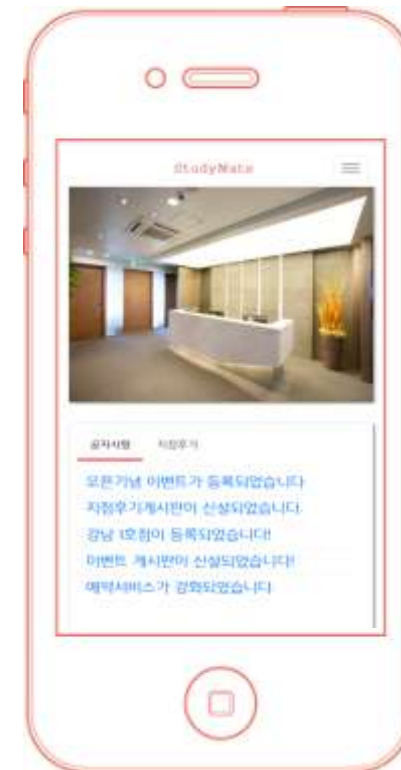 StudyMate
공지사항 지점후기
오픈기념 이벤트가 등록되었습니다.
지점후기게시판이 신설되었습니다.
강남 1호점이 등록되었습니다!
이벤트 게시판이 신설되었습니다!
예약서비스가 강화되었습니다.